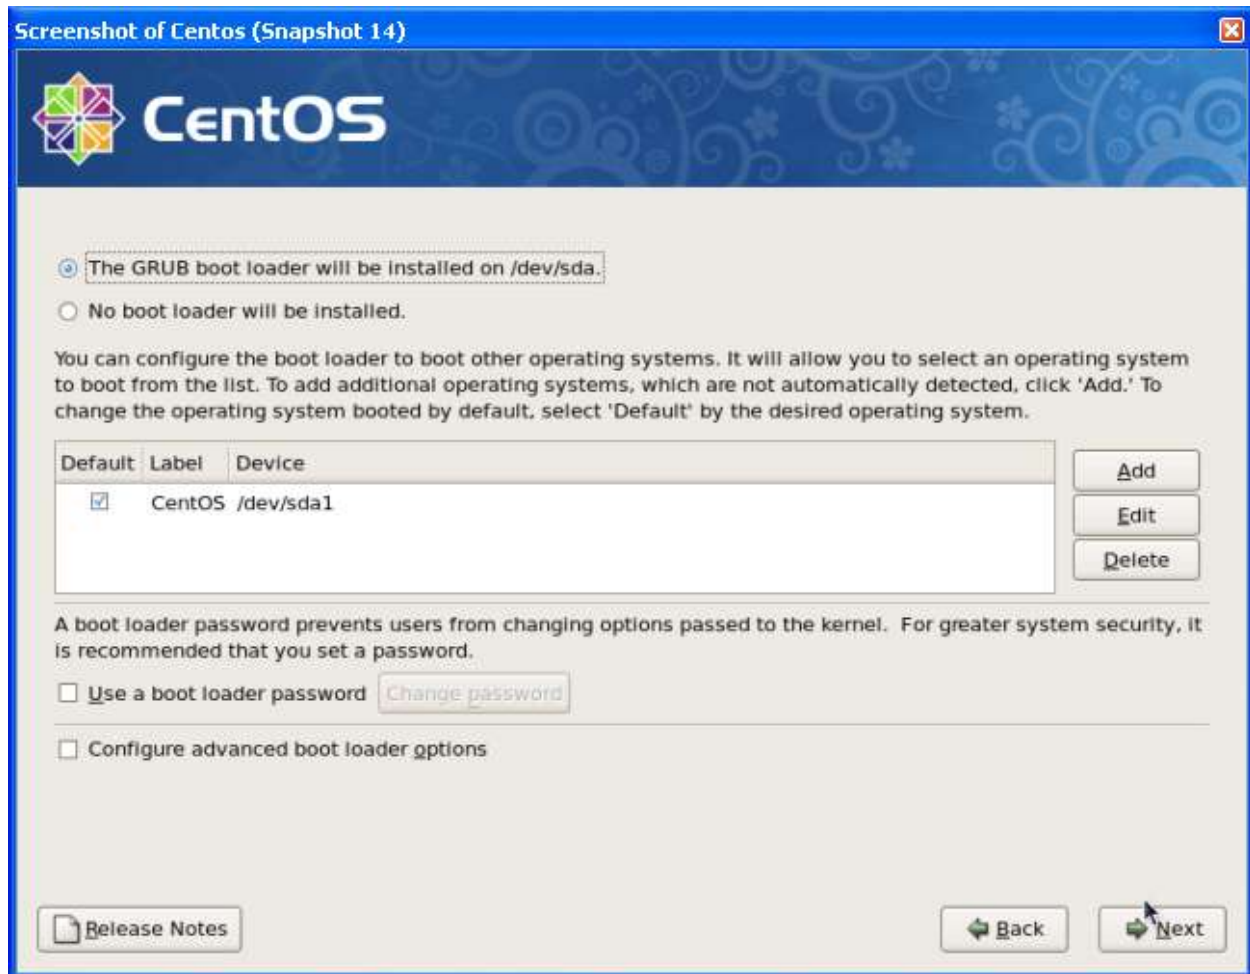 Screenshot of Centos (Snapshot 14)
CentOS
The GRUB boot loader will be installed on /dev/sda.
No boot loader will be installed.
You can configure the boot loader to boot other operating systems. It will allow you to select an operating system
to boot from the list. To add additional operating systems, which are not automatically detected, click 'Add.' To
change the operating system booted by default, select 'Default' by the desired operating system.
Default Label Device
CentOS /dev/sda1
Add
Edit
Delete
A boot loader password prevents users from changing options passed to the kernel.  For greater system security, it
is recommended that you set a password.
Use a boot loader password Change password
Configure advanced boot loader options
Release Notes Back Next